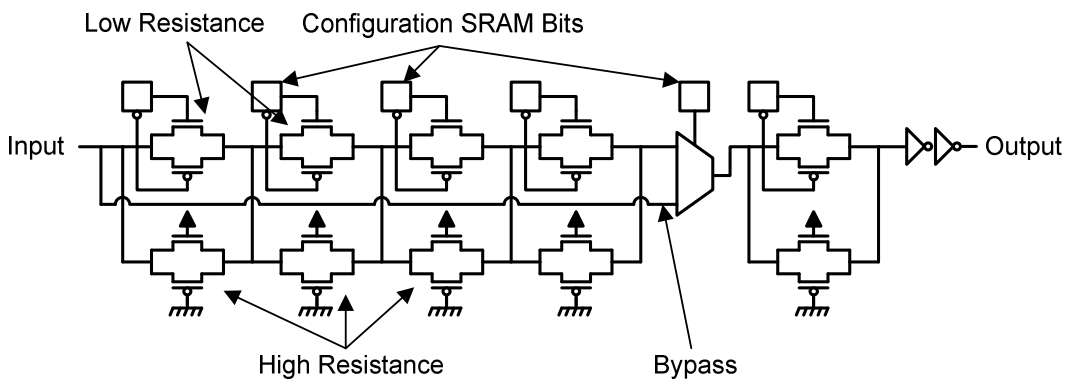 Low Resistance
Configuration SRAM Bits
Input
Output
High Resistance
Bypass